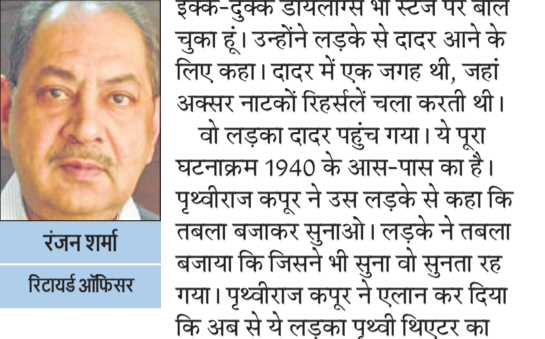 इक्के-दुक्के डायलॉग्स भी स्टेज पर बोल
चुका हूं। उन्होंने लड़के से दादर आने के
लिए कहा। दादर में एक जगह थी, जहां
अक्सर नाटकों रिहर्सलें चला करती थी।
वो लड़का दादर पहुंच गया। ये पूरा
घटनाक्रम 1940 के आस-पास का है।
पृथ्वीराज कपूर ने उस लड़के से कहा कि
तबला बजाकर सुनाओ। लड़के ने तबला
बजाया कि जिसने भी सुना वो सुनता रह
गया। पृथ्वीराज कपूर ने एलान कर दिया
कि अब से ये लड़का पृथ्वी थिएटर का
रंजन शर्मा
रिटायर्ड ऑफिसर